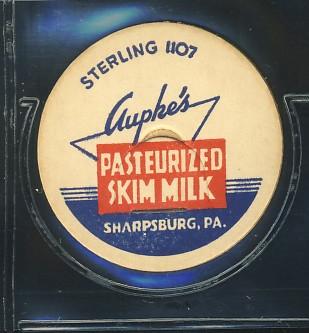 STERLING 1107
Aupke's
PASTEURIZED
SKIM MILK
SHARPSBURG, PA.